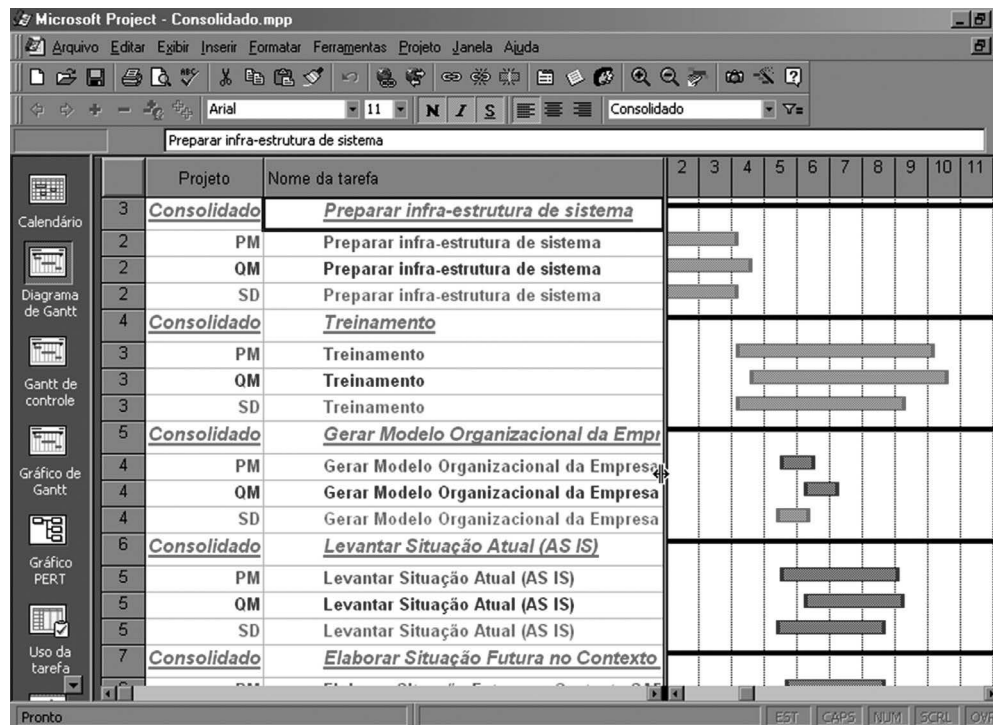 Microsoft Project - Consolidado.mpp
Arquivo Editar Exibir Inserir Formatar Ferramentas Projeto Janela Ajuda
Arial 11 N I S Consolidado
Preparar infra-estrutura de sistema
Projeto Nome da tarefa 2 3 4 5 6 7 8 9 10 11
3 Consolidado Preparar infra-estrutura de sistema
2 PM Preparar infra-estrutura de sistema
2 QM Preparar infra-estrutura de sistema
2 SD Preparar infra-estrutura de sistema
4 Consolidado Treinamento
3 PM Treinamento
3 QM Treinamento
3 SD Treinamento
5 Consolidado Gerar Modelo Organizacional da Empr
4 PM Gerar Modelo Organizacional da Empresa
4 QM Gerar Modelo Organizacional da Empresa
4 SD Gerar Modelo Organizacional da Empresa
6 Consolidado Levantar Situação Atual (AS IS)
5 PM Levantar Situação Atual (AS IS)
5 QM Levantar Situação Atual (AS IS)
5 SD Levantar Situação Atual (AS IS)
7 Consolidado Elaborar Situação Futura no Contexto
Calendário
Diagrama
de Gantt
Gantt de
controle
Gráfico de
Gantt
Gráfico
PERT
Uso da
tarefa
Pronto EST CAPS NUM SCRL OVR